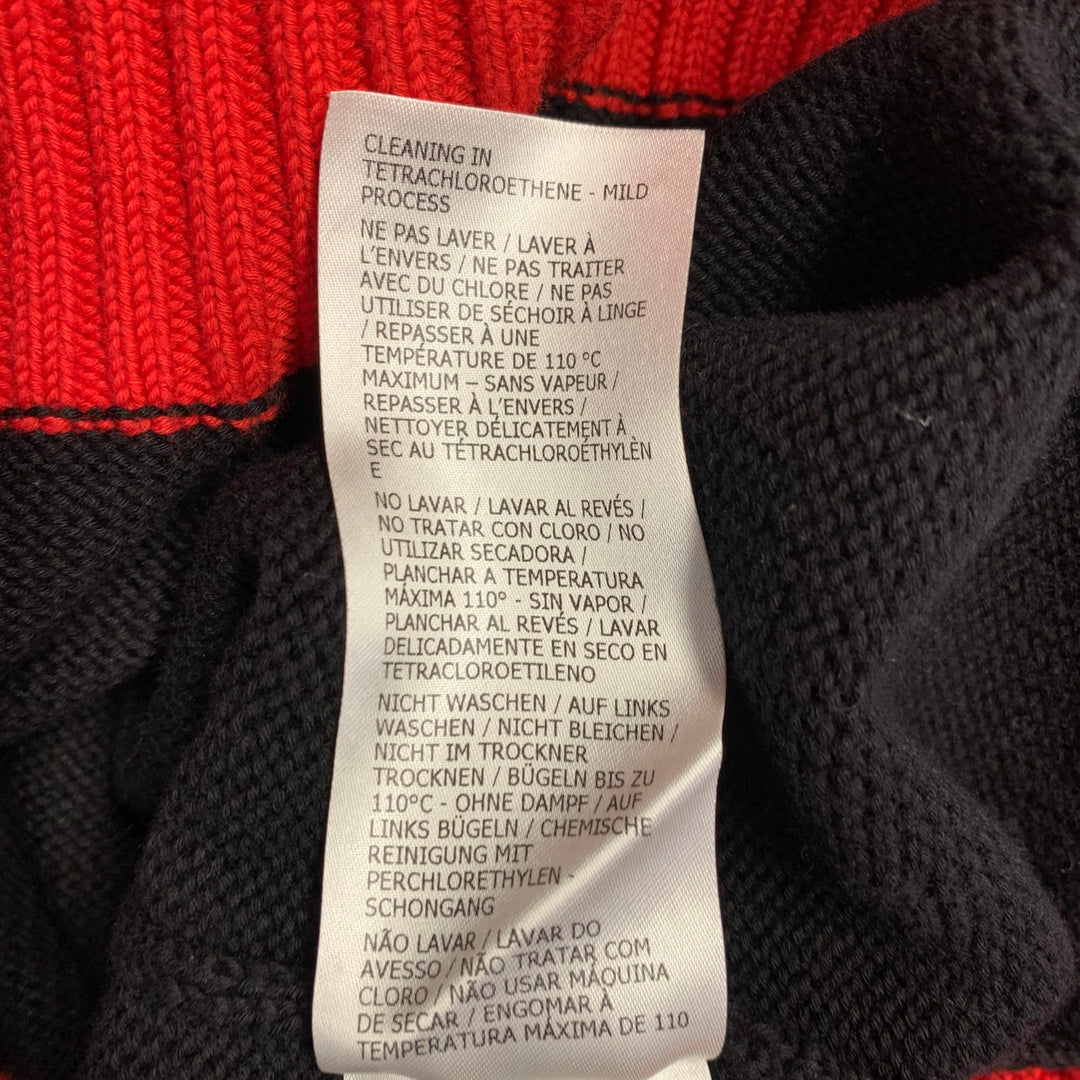 CLEANING IN
TETRACHLOROETHENE - MILD
PROCESS
NE PAS LAVER / LAVER À
L'ENVERS / NE PAS TRAITER
AVEC DU CHLORE / NE PAS
UTILISER DE SÉCHOIR À LINGE
/ REPASSER À UNE
TEMPÉRATURE DE 110 °C
MAXIMUM – SANS VAPEUR /
REPASSER À L'ENVERS /
NETTOYER DÉLICATEMENT À
SEC AU TÉTRACHLOROÉTHYLÈN
E
NO LAVAR / LAVAR AL REVÉS /
NO TRATAR CON CLORO / NO
UTILIZAR SECADORA /
PLANCHAR A TEMPERATURA
MÁXIMA 110° - SIN VAPOR /
PLANCHAR AL REVÉS / LAVAR
DELICADAMENTE EN SECO EN
TETRACLOROETILENO
NICHT WASCHEN / AUF LINKS
WASCHEN / NICHT BLEICHEN /
NICHT IM TROCKNER
TROCKNEN / BÜGELN BIS ZU
110°C - OHNE DAMPF / AUF
LINKS BÜGELN / CHEMISCHE
REINIGUNG MIT
PERCHLORETHYLEN -
SCHONGANG
NÃO LAVAR / LAVAR DO
AVESSO / NÃO TRATAR COM
CLORO / NÃO USAR MÁQUINA
DE SECAR / ENGOMAR À
TEMPERATURA MÁXIMA DE 110